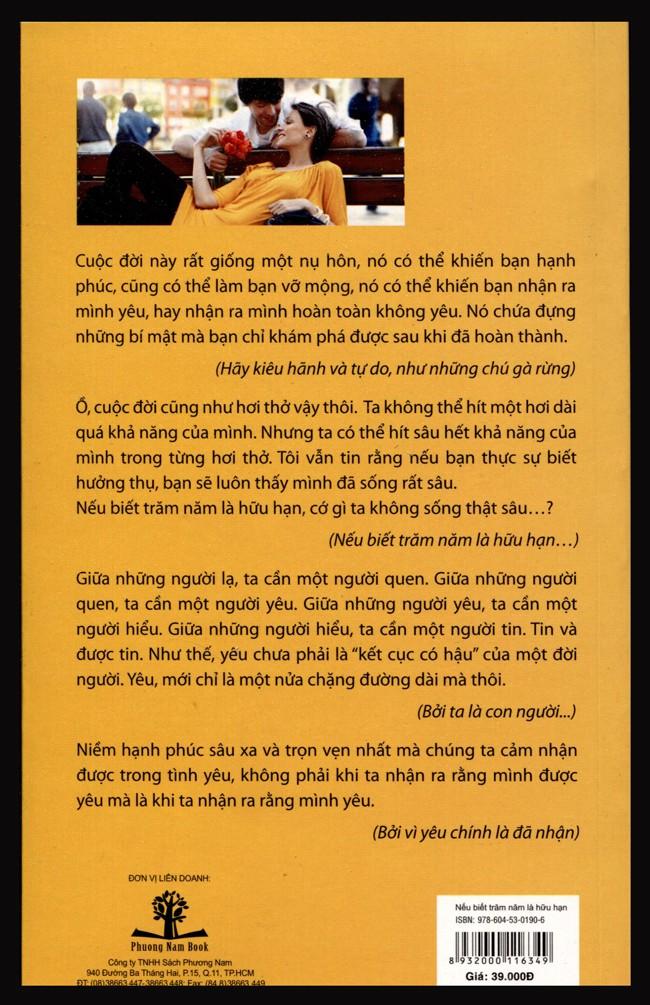 Cuộc đời này rất giống một nụ hôn, nó có thể khiến bạn hạnh
phúc, cũng có thể làm bạn vỡ mộng, nó có thể khiến bạn nhận ra
mình yêu, hay nhận ra mình hoàn toàn không yêu. Nó chứa đựng
những bí mật mà bạn chỉ khám phá được sau khi đã hoàn thành.
(Hãy kiêu hãnh và tự do, như những chú gà rừng)
Ồ, cuộc đời cũng như hơi thở vậy thôi. Ta không thể hít một hơi dài
quá khả năng của mình. Nhưng ta có thể hít sâu hết khả năng của
mình trong từng hơi thở. Tôi vẫn tin rằng nếu bạn thực sự biết
hưởng thụ, bạn sẽ luôn thấy mình đã sống rất sâu.
Nếu biết trăm năm là hữu hạn, cớ gì ta không sống thật sâu...?
(Nếu biết trăm năm là hữu hạn...)
Giữa những người lạ, ta cần một người quen. Giữa những người
quen, ta cần một người yêu. Giữa những người yêu, ta cần một
người hiểu. Giữa những người hiểu, ta cần một người tin. Tin và
được tin. Như thế, yêu chưa phải là “kết cục có hậu” của một đời
người. Yêu, mới chỉ là một nửa chặng đường dài mà thôi.
(Bởi ta là con người...)
Niềm hạnh phúc sâu xa và trọn vẹn nhất mà chúng ta cảm nhận
được trong tình yêu, không phải khi ta nhận ra rằng mình được
yêu mà là khi ta nhận ra rằng mình yêu.
(Bởi vì yêu chính là đã nhận)
ĐƠN VỊ LIÊN DOANH:
Phuong Nam Book
Công ty TNHH Sách Phương Nam
940 Đường Ba Tháng Hai, P.15, Q.11, TP.HCM
ĐT: (08)38663 447-38663 448; Fax: (84.8)38663 449
Nếu biết trăm năm là hữu hạn
ISBN: 978-604-53-0190-6
8 932000 116349
Giá: 39.000Đ